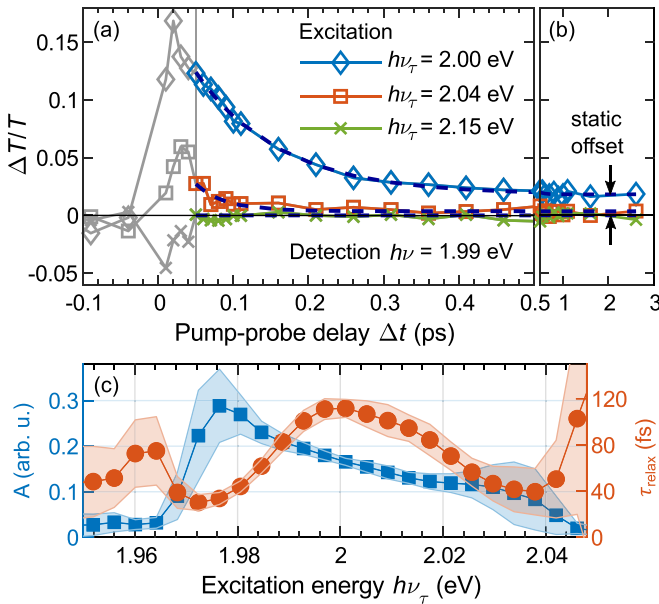 (a)
Excitation
hν_τ = 2.00 eV
hν_τ = 2.04 eV
hν_τ = 2.15 eV
Detection hν = 1.99 eV
ΔT/T
0.15
0.1
0.05
0
-0.05
-0.1 0 0.1 0.2 0.3 0.4 0.5
Pump-probe delay Δt (ps)
(b)
static
offset
.5 1 2 3
(c)
A (arb. u.)
0.3
0.2
0.1
0
τ_relax (fs)
120
80
40
0
1.96 1.98 2 2.02 2.04
Excitation energy hν_τ (eV)